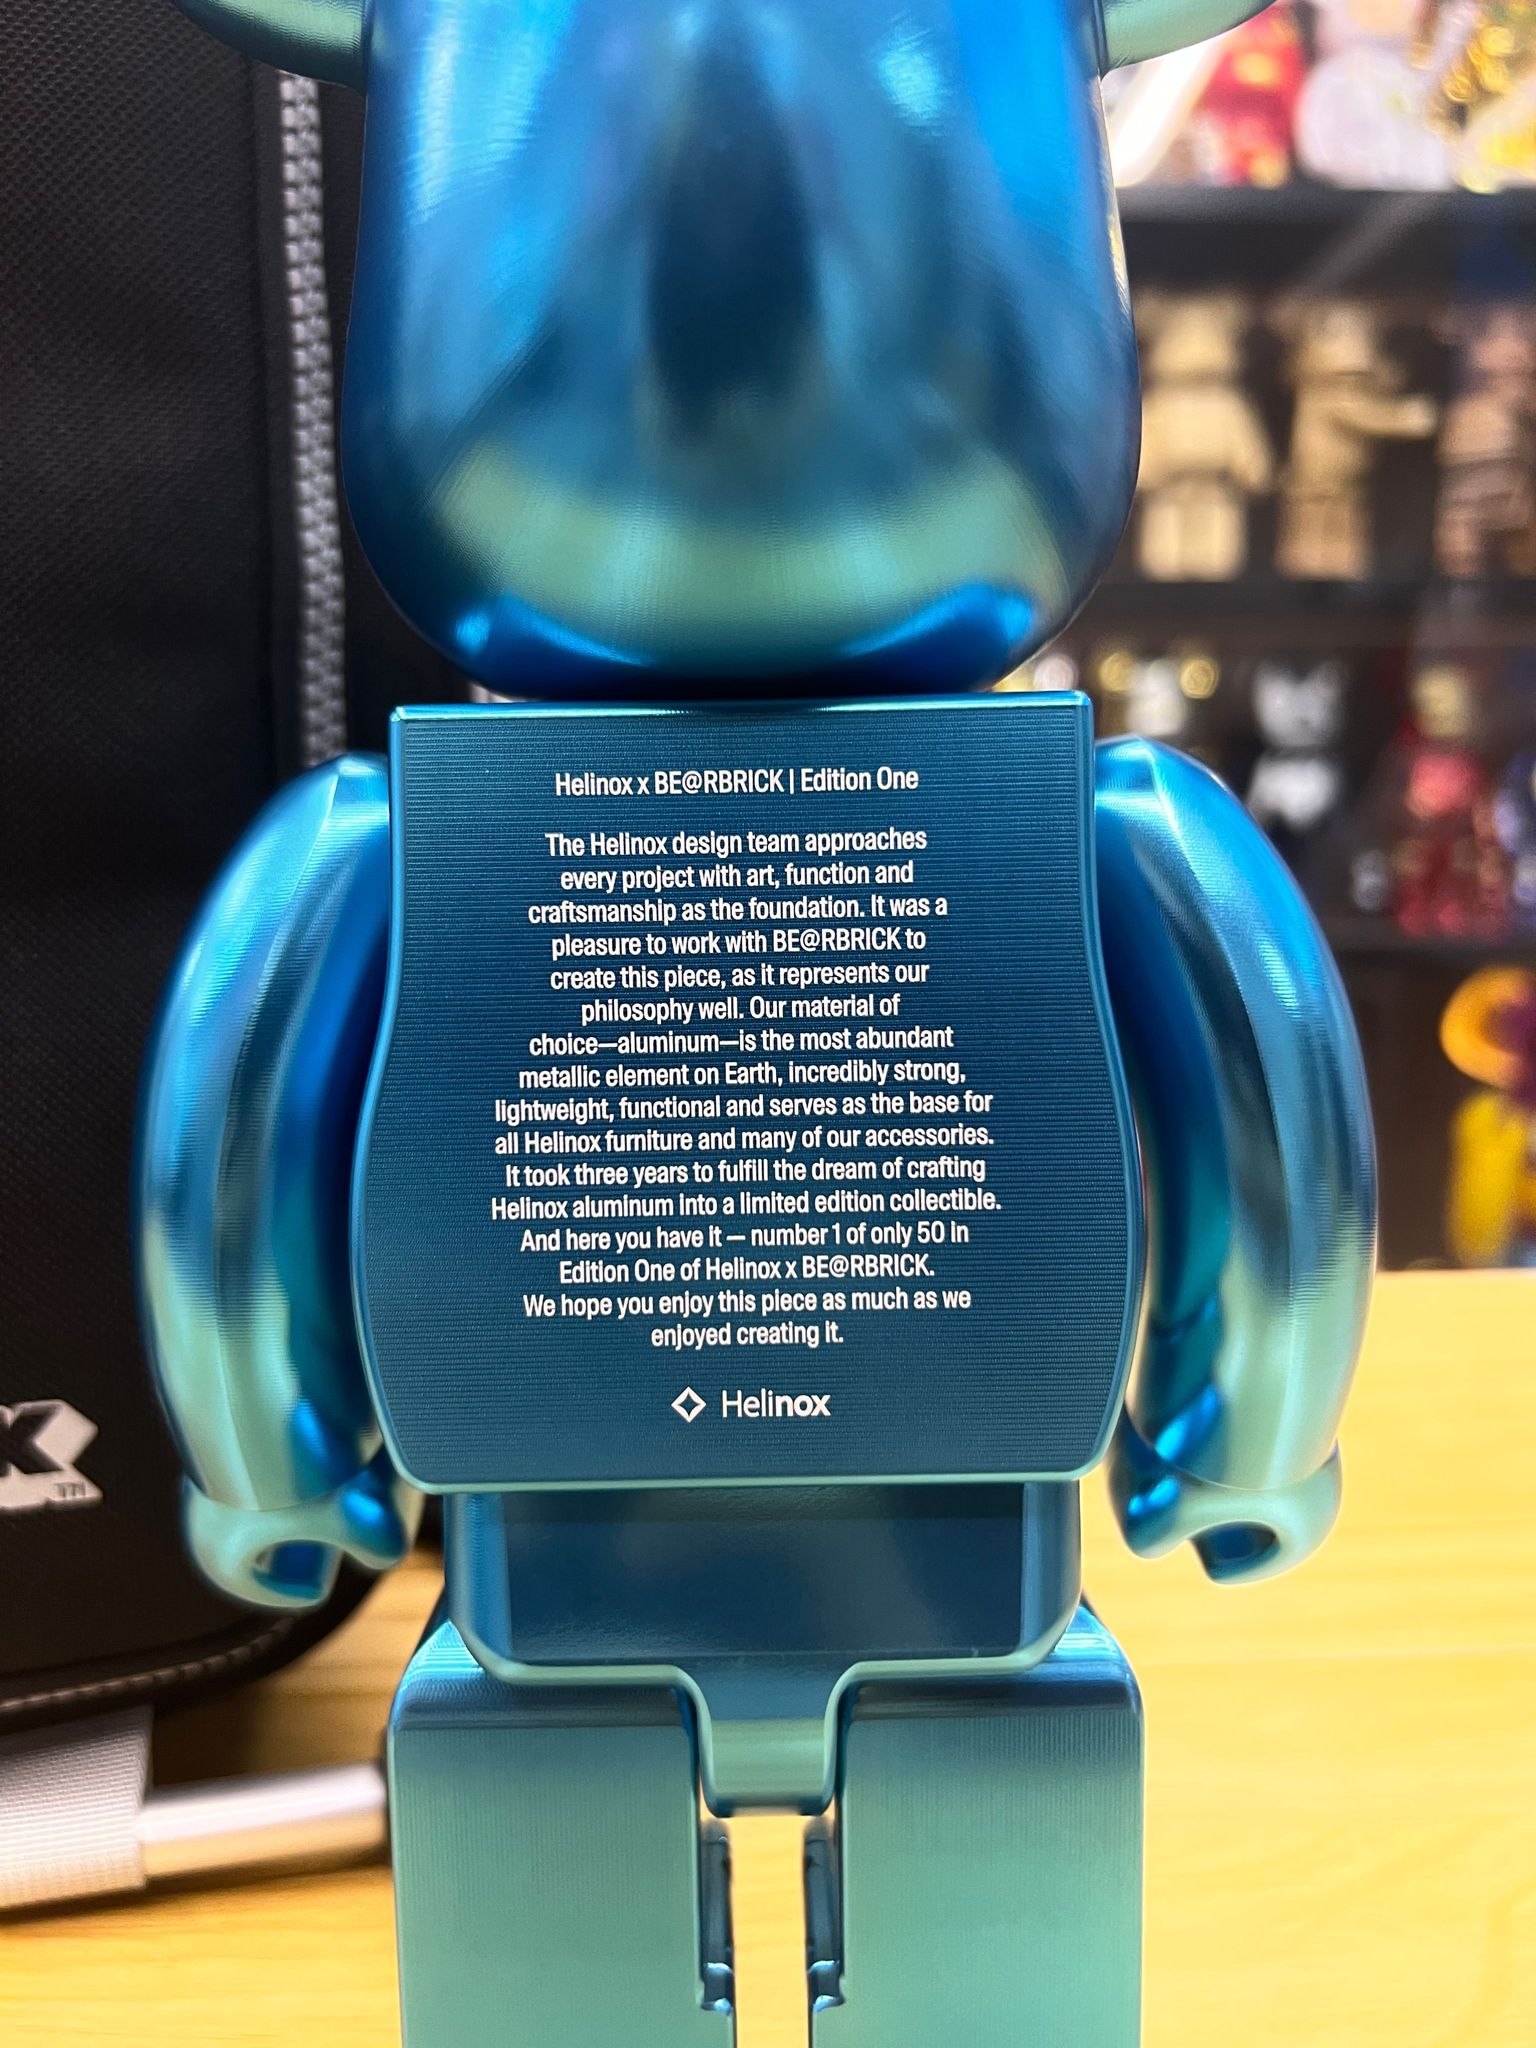 Helinox x BE@RBRICK | Edition One
The Helinox design team approaches
every project with art, function and
craftsmanship as the foundation. It was a
pleasure to work with BE@RBRICK to
create this piece, as it represents our
philosophy well. Our material of
choice—aluminum—is the most abundant
metallic element on Earth, incredibly strong,
lightweight, functional and serves as the base for
all Helinox furniture and many of our accessories.
It took three years to fulfill the dream of crafting
Helinox aluminum into a limited edition collectible.
And here you have it — number 1 of only 50 in
Edition One of Helinox x BE@RBRICK.
We hope you enjoy this piece as much as we
enjoyed creating it.
Helinox